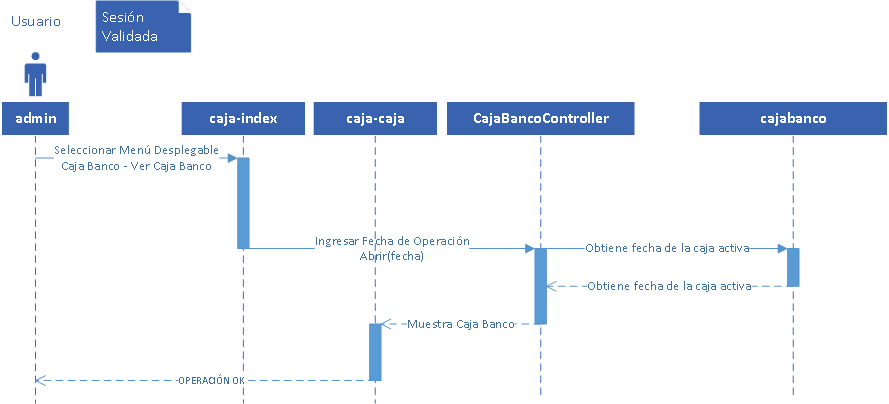 Usuario
Sesión
Validada
admin
caja-index
caja-caja
CajaBancoController
cajabanco
Seleccionar Menú Desplegable
Caja Banco - Ver Caja Banco
Ingresar Fecha de Operación
Abrir(fecha)
Obtiene fecha de la caja activa
Obtiene fecha de la caja activa
Muestra Caja Banco
OPERACIÓN OK